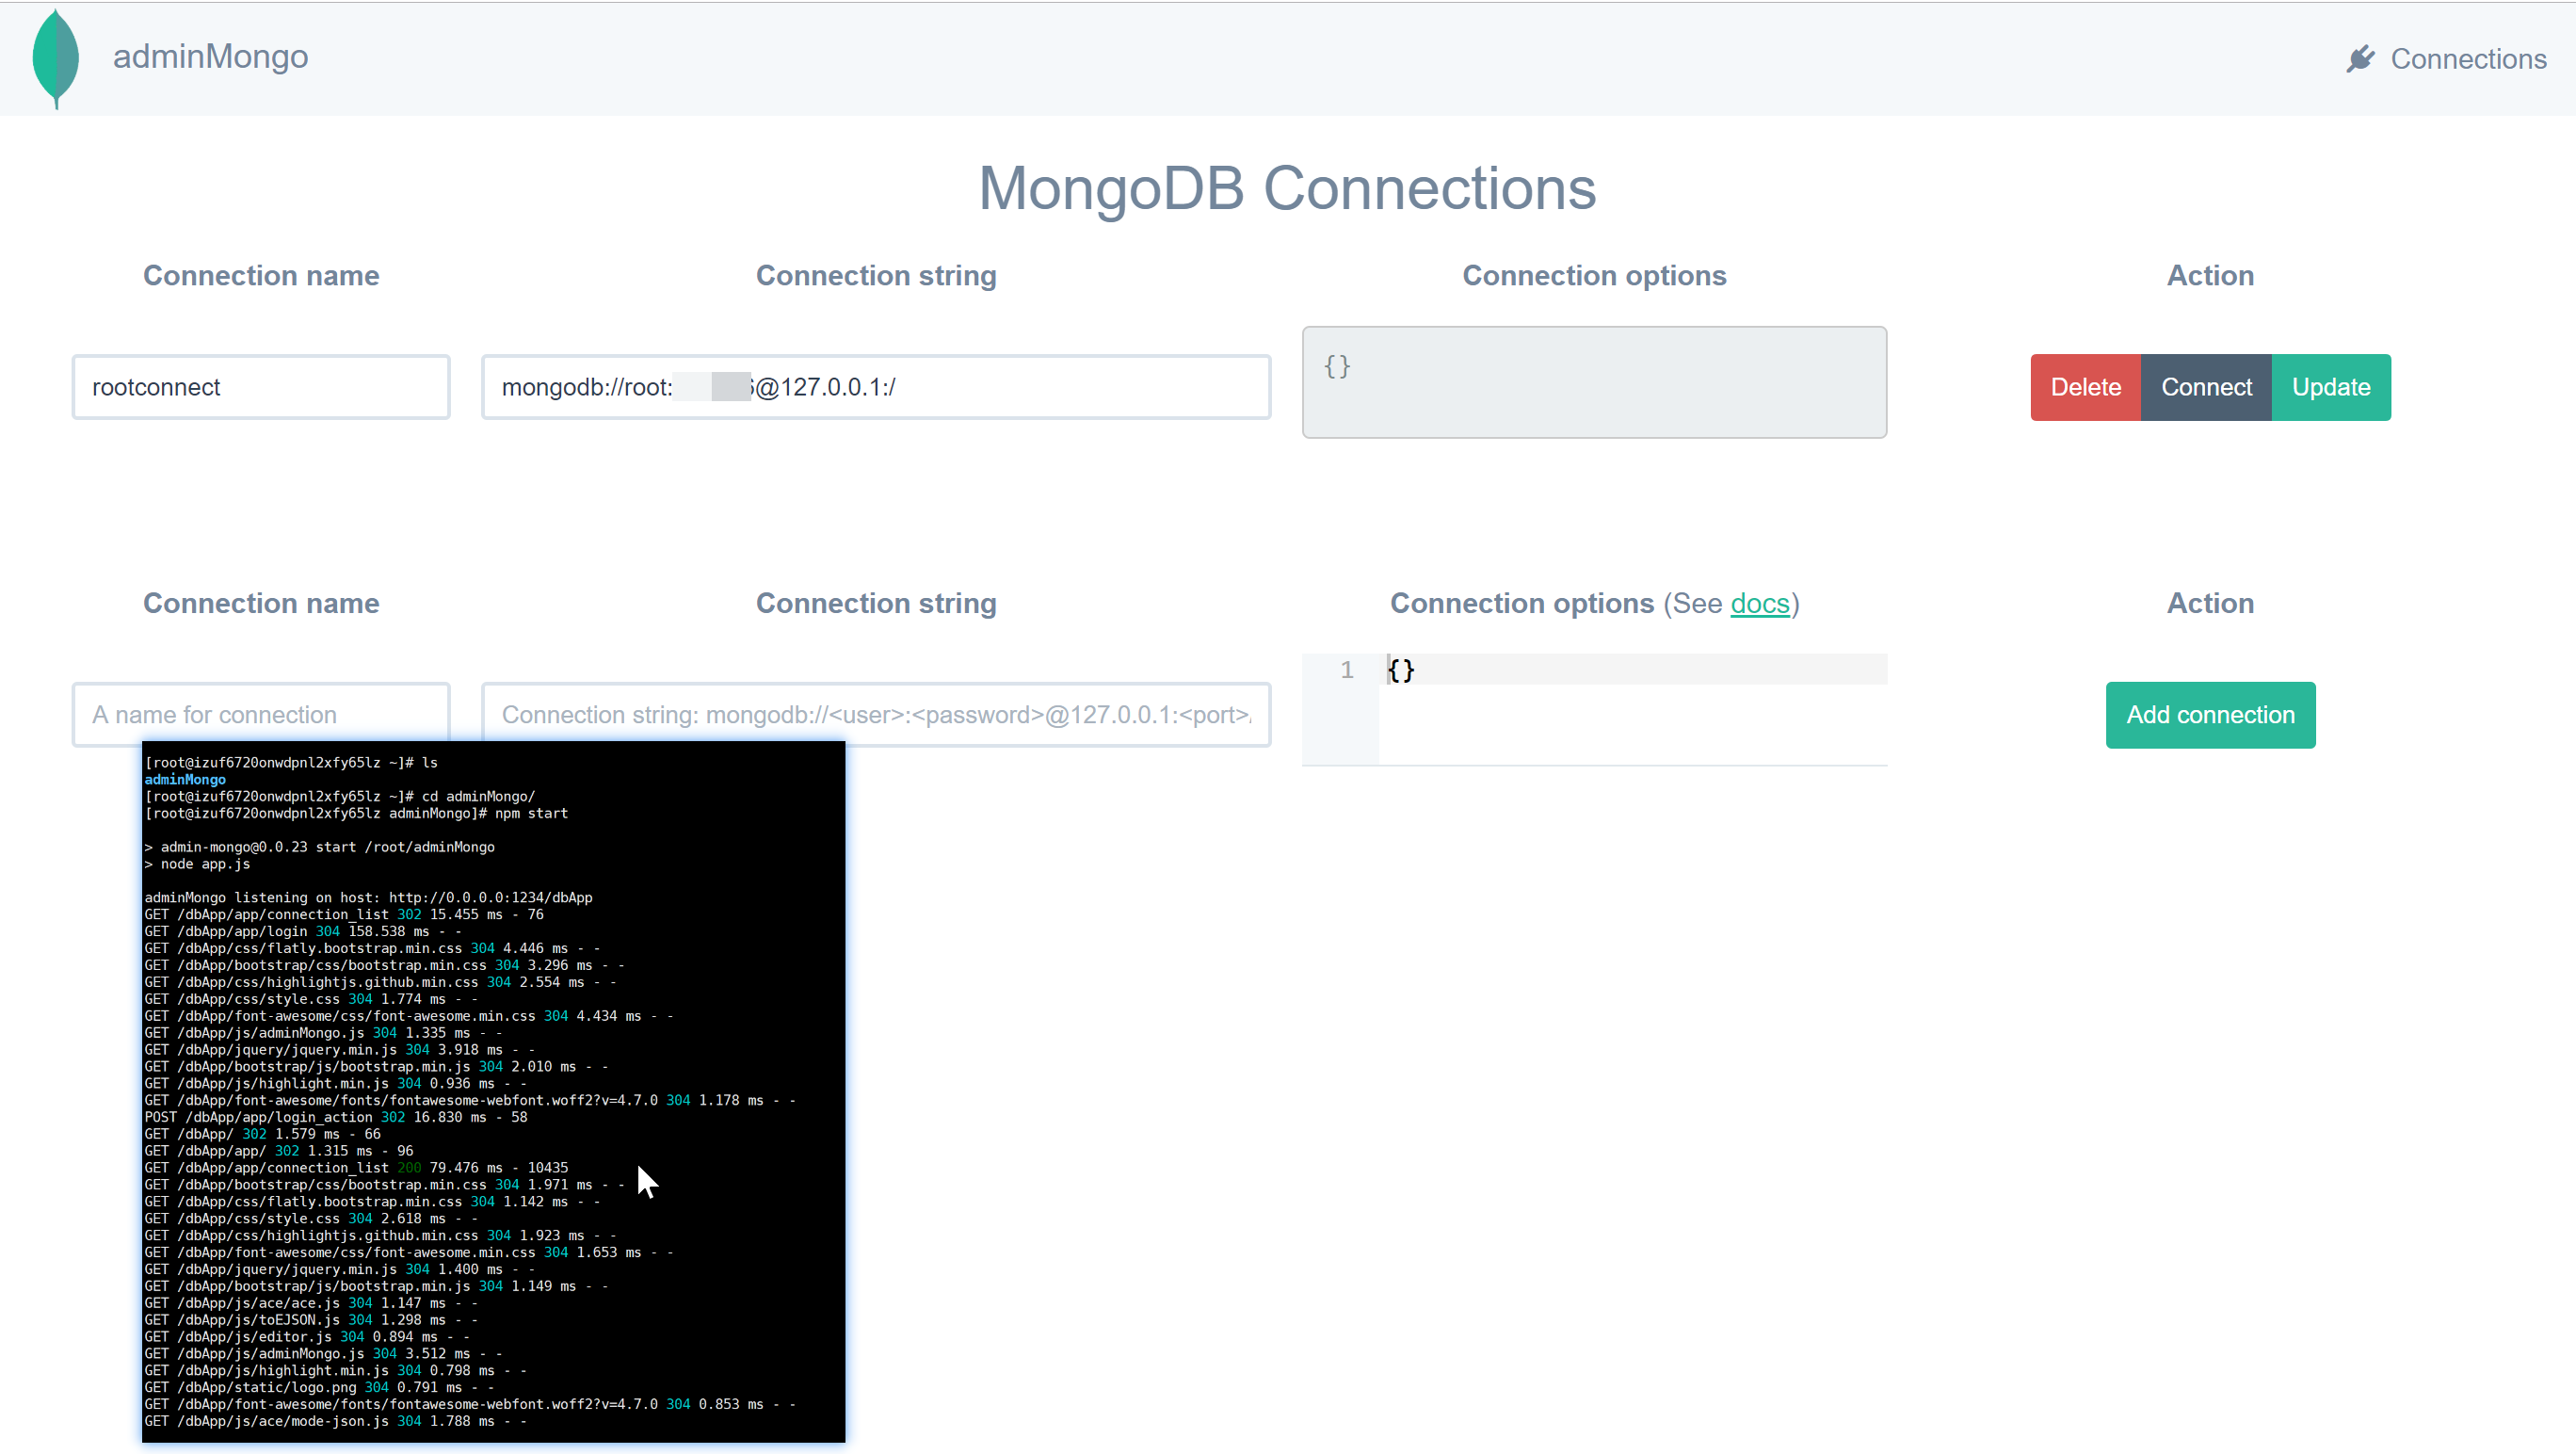 adminMongo
Connections
MongoDB Connections
Connection name Connection string Connection options Action
rootconnect mongodb://root: @127.0.0.1:/ {} Delete Connect Update
Connection name Connection string Connection options (See docs) Action
A name for connection Connection string: mongodb://<user>:<password>@127.0.0.1:<port> 1 {} Add connection
[root@izuf6720onwdpnl2xfy65lz ~]# ls
adminMongo
[root@izuf6720onwdpnl2xfy65lz ~]# cd adminMongo/
[root@izuf6720onwdpnl2xfy65lz adminMongo]# npm start
> admin-mongo@0.0.23 start /root/adminMongo
> node app.js
adminMongo listening on host: http://0.0.0.0:1234/dbApp
GET /dbApp/app/connection_list 302 15.455 ms - 76
GET /dbApp/app/login 304 158.538 ms - -
GET /dbApp/css/flatly.bootstrap.min.css 304 4.446 ms - -
GET /dbApp/bootstrap/css/bootstrap.min.css 304 3.296 ms - -
GET /dbApp/css/highlightjs.github.min.css 304 2.554 ms - -
GET /dbApp/css/style.css 304 1.774 ms - -
GET /dbApp/font-awesome/css/font-awesome.min.css 304 4.434 ms - -
GET /dbApp/js/adminMongo.js 304 1.335 ms - -
GET /dbApp/jquery/jquery.min.js 304 3.918 ms - -
GET /dbApp/bootstrap/js/bootstrap.min.js 304 2.010 ms - -
GET /dbApp/js/highlight.min.js 304 0.936 ms - -
GET /dbApp/font-awesome/fonts/fontawesome-webfont.woff2?v=4.7.0 304 1.178 ms - -
POST /dbApp/app/login_action 302 16.830 ms - 58
GET /dbApp/ 302 1.579 ms - 66
GET /dbApp/app/ 302 1.315 ms - 96
GET /dbApp/app/connection_list 200 79.476 ms - 10435
GET /dbApp/bootstrap/css/bootstrap.min.css 304 1.971 ms - -
GET /dbApp/css/flatly.bootstrap.min.css 304 1.142 ms - -
GET /dbApp/css/style.css 304 2.618 ms - -
GET /dbApp/css/highlightjs.github.min.css 304 1.923 ms - -
GET /dbApp/font-awesome/css/font-awesome.min.css 304 1.653 ms - -
GET /dbApp/jquery/jquery.min.js 304 1.400 ms - -
GET /dbApp/bootstrap/js/bootstrap.min.js 304 1.149 ms - -
GET /dbApp/js/ace/ace.js 304 1.147 ms - -
GET /dbApp/js/toEJSON.js 304 1.298 ms - -
GET /dbApp/js/editor.js 304 0.894 ms - -
GET /dbApp/js/adminMongo.js 304 3.512 ms - -
GET /dbApp/js/highlight.min.js 304 0.798 ms - -
GET /dbApp/static/logo.png 304 0.791 ms - -
GET /dbApp/font-awesome/fonts/fontawesome-webfont.woff2?v=4.7.0 304 0.853 ms - -
GET /dbApp/js/ace/mode-json.js 304 1.788 ms - -